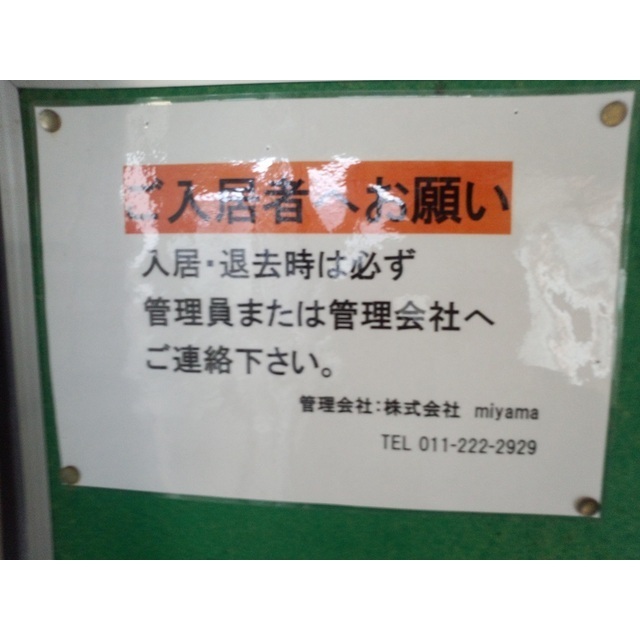 ご入居者へお願い
入居・退去時は必ず
管理員または管理会社へ
ご連絡下さい。
管理会社：株式会社 miyama
TEL 011-222-2929